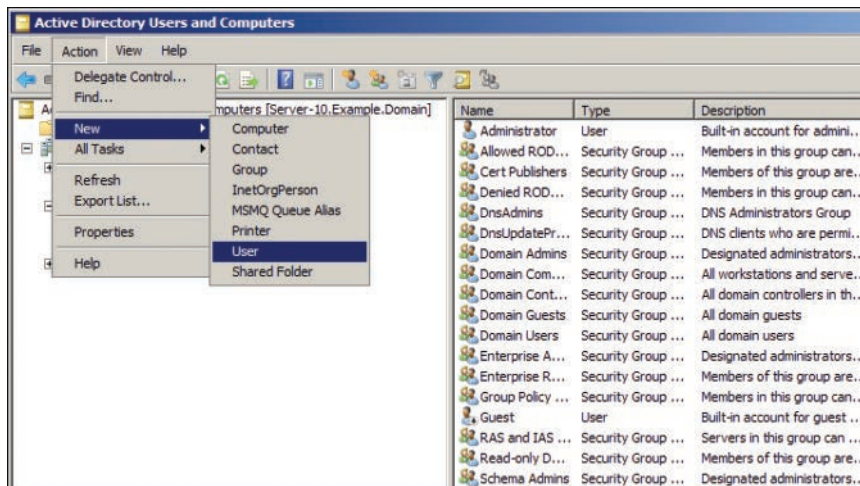 Active Directory Users and Computers
File Action View Help
Delegate Control...
Find...
New
All Tasks
Refresh
Export List...
Properties
Help
Computer
Contact
Group
InetOrgPerson
MSMQ Queue Alias
Printer
User
Shared Folder
[Server-10.Example.Domain]
Name Type Description
Administrator User Built-in account for admini...
Allowed ROD... Security Group ... Members in this group can...
Cert Publishers Security Group ... Members of this group are...
Denied ROD... Security Group ... Members in this group can...
DnsAdmins Security Group ... DNS Administrators Group
DnsUpdatePr... Security Group ... DNS clients who are permi...
Domain Admins Security Group ... Designated administrators...
Domain Com... Security Group ... All workstations and serve...
Domain Cont... Security Group ... All domain controllers in th...
Domain Guests Security Group ... All domain guests
Domain Users Security Group ... All domain users
Enterprise A... Security Group ... Designated administrators...
Enterprise R... Security Group ... Members of this group are...
Group Policy ... Security Group ... Members in this group can...
Guest User Built-in account for guest ...
RAS and IAS ... Security Group ... Servers in this group can ...
Read-only D... Security Group ... Members of this group are...
Schema Admins Security Group ... Designated administrators...